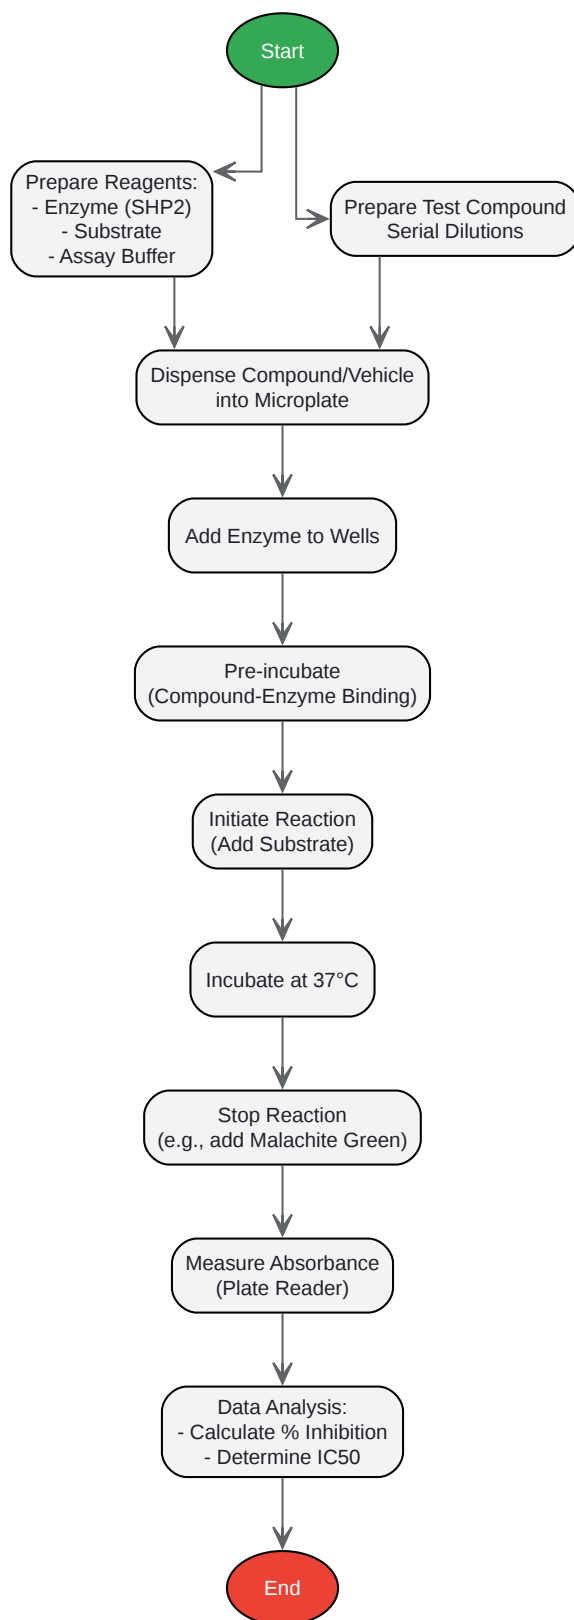 Start
Prepare Reagents:
- Enzyme (SHP2)
- Substrate
- Assay Buffer
Prepare Test Compound
Serial Dilutions
Dispense Compound/Vehicle
into Microplate
Add Enzyme to Wells
Pre-incubate
(Compound-Enzyme Binding)
Initiate Reaction
(Add Substrate)
Incubate at 37°C
Stop Reaction
(e.g., add Malachite Green)
Measure Absorbance
(Plate Reader)
Data Analysis:
- Calculate % Inhibition
- Determine IC50
End